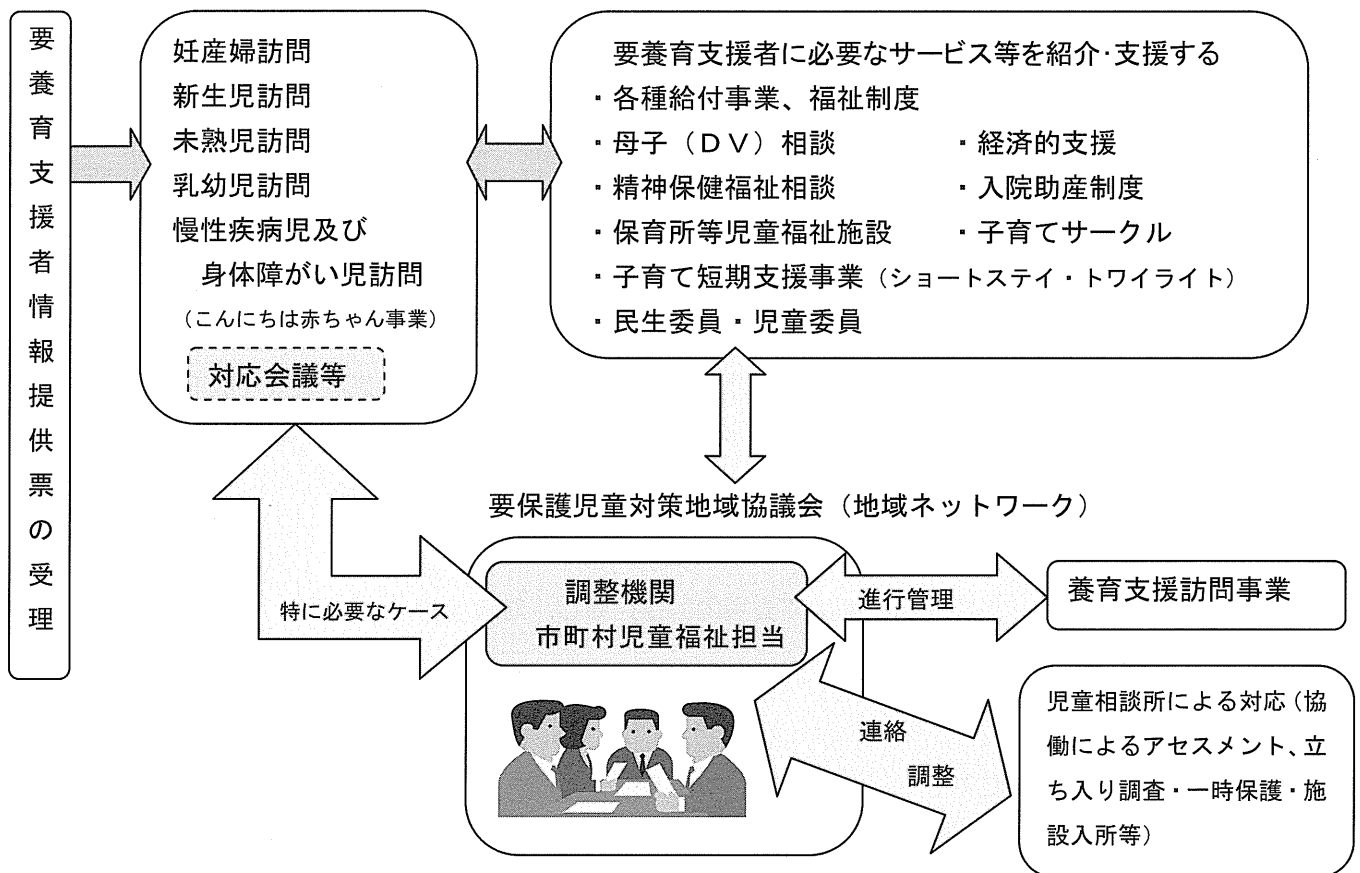 要養育支援者情報提供票の受理
妊産婦訪問
新生児訪問
未熟児訪問
乳幼児訪問
慢性疾病児及び
身体障がい児訪問
（こんにちは赤ちゃん事業）
対応会議等
要養育支援者に必要なサービス等を紹介・支援する
・各種給付事業、福祉制度
・母子（ＤＶ）相談
・経済的支援
・精神保健福祉相談
・入院助産制度
・保育所等児童福祉施設
・子育てサークル
・子育て短期支援事業（ショートステイ・トワイライト）
・民生委員・児童委員
要保護児童対策地域協議会（地域ネットワーク）
特に必要なケース
調整機関
市町村児童福祉担当
進行管理
養育支援訪問事業
連絡
調整
児童相談所による対応（協
働によるアセスメント、立
ち入り調査・一時保護・施
設入所等）